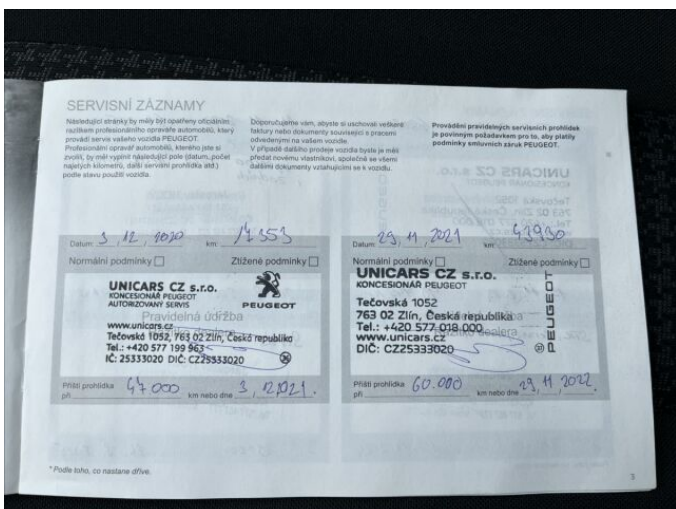 SERVISNÍ ZÁZNAMY
Následující stránky by měly být opatřeny oficiálním
razítkem profesionálního opraváře automobilů, který
provádí servis vašeho vozidla PEUGEOT.
Profesionální opravář automobilů, kterého jste si
zvolili, by měl vyplnit následující pole (datum, počet
najetých kilometrů, další servisní prohlídka atd.)
podle stavu použití vozidla.
Doporučujeme vám, abyste si uschovali veškeré
faktury nebo dokumenty související s pracemi
odvedenými na vašem vozidle.
V případě dalšího prodeje vozidla byste je měli
předat novému vlastníkovi, společně se všemi
dalšími dokumenty vztahujícími se k vozidlu.
Provádění pravidelných servisních prohlídek
je povinným požadavkem pro to, aby platily
podmínky smluvních záruk PEUGEOT.
Datum 3, 12, 2020 km 17353
Normální podmínky Ztížené podmínky
UNICARS CZ s.r.o.
KONCESIONÁŘ PEUGEOT
AUTORIZOVANÝ SERVIS
PEUGEOT
Pravidelná údržba
www.unicars.cz
Tečovská 1052, 763 02 Zlín, Česká republika
Tel.: +420 577 199 963
IČ: 25333020 DIČ: CZ25333020
Příští prohlídka
při 47.000 km nebo dne 3, 12, 2021.
Datum 29, 11, 2021 km 43930
Normální podmínky Ztížené podmínky
UNICARS CZ s.r.o.
KONCESIONÁŘ PEUGEOT
Tečovská 1052
763 02 Zlín, Česká republika
Tel.: +420 577 018 000
www.unicars.cz
DIČ: CZ25333020
PEUGEOT
Příští prohlídka
při 60.000 km nebo dne 29, 11, 2022.
* Podle toho, co nastane dříve.
3